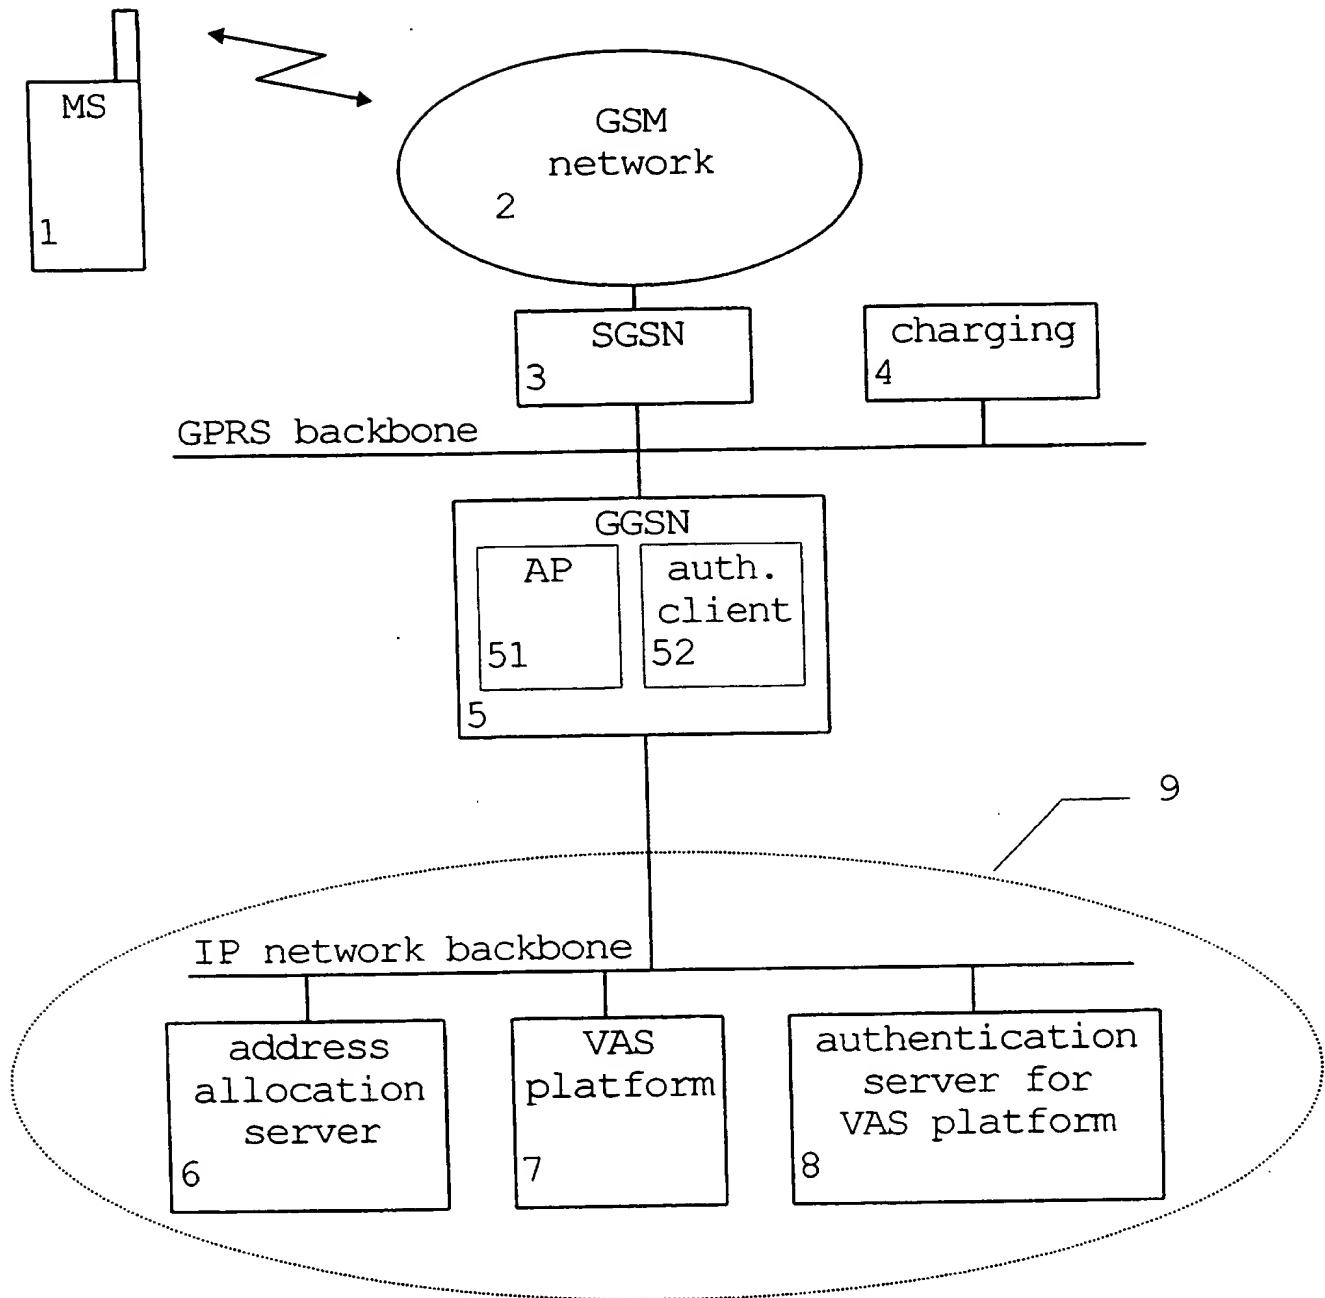 MS
1
GSM
network
2
SGSN
3
charging
4
GPRS backbone
GGSN
AP
51
auth.
client
52
5
9
IP network backbone
address
allocation
server
6
VAS
platform
7
authentication
server for
VAS platform
8